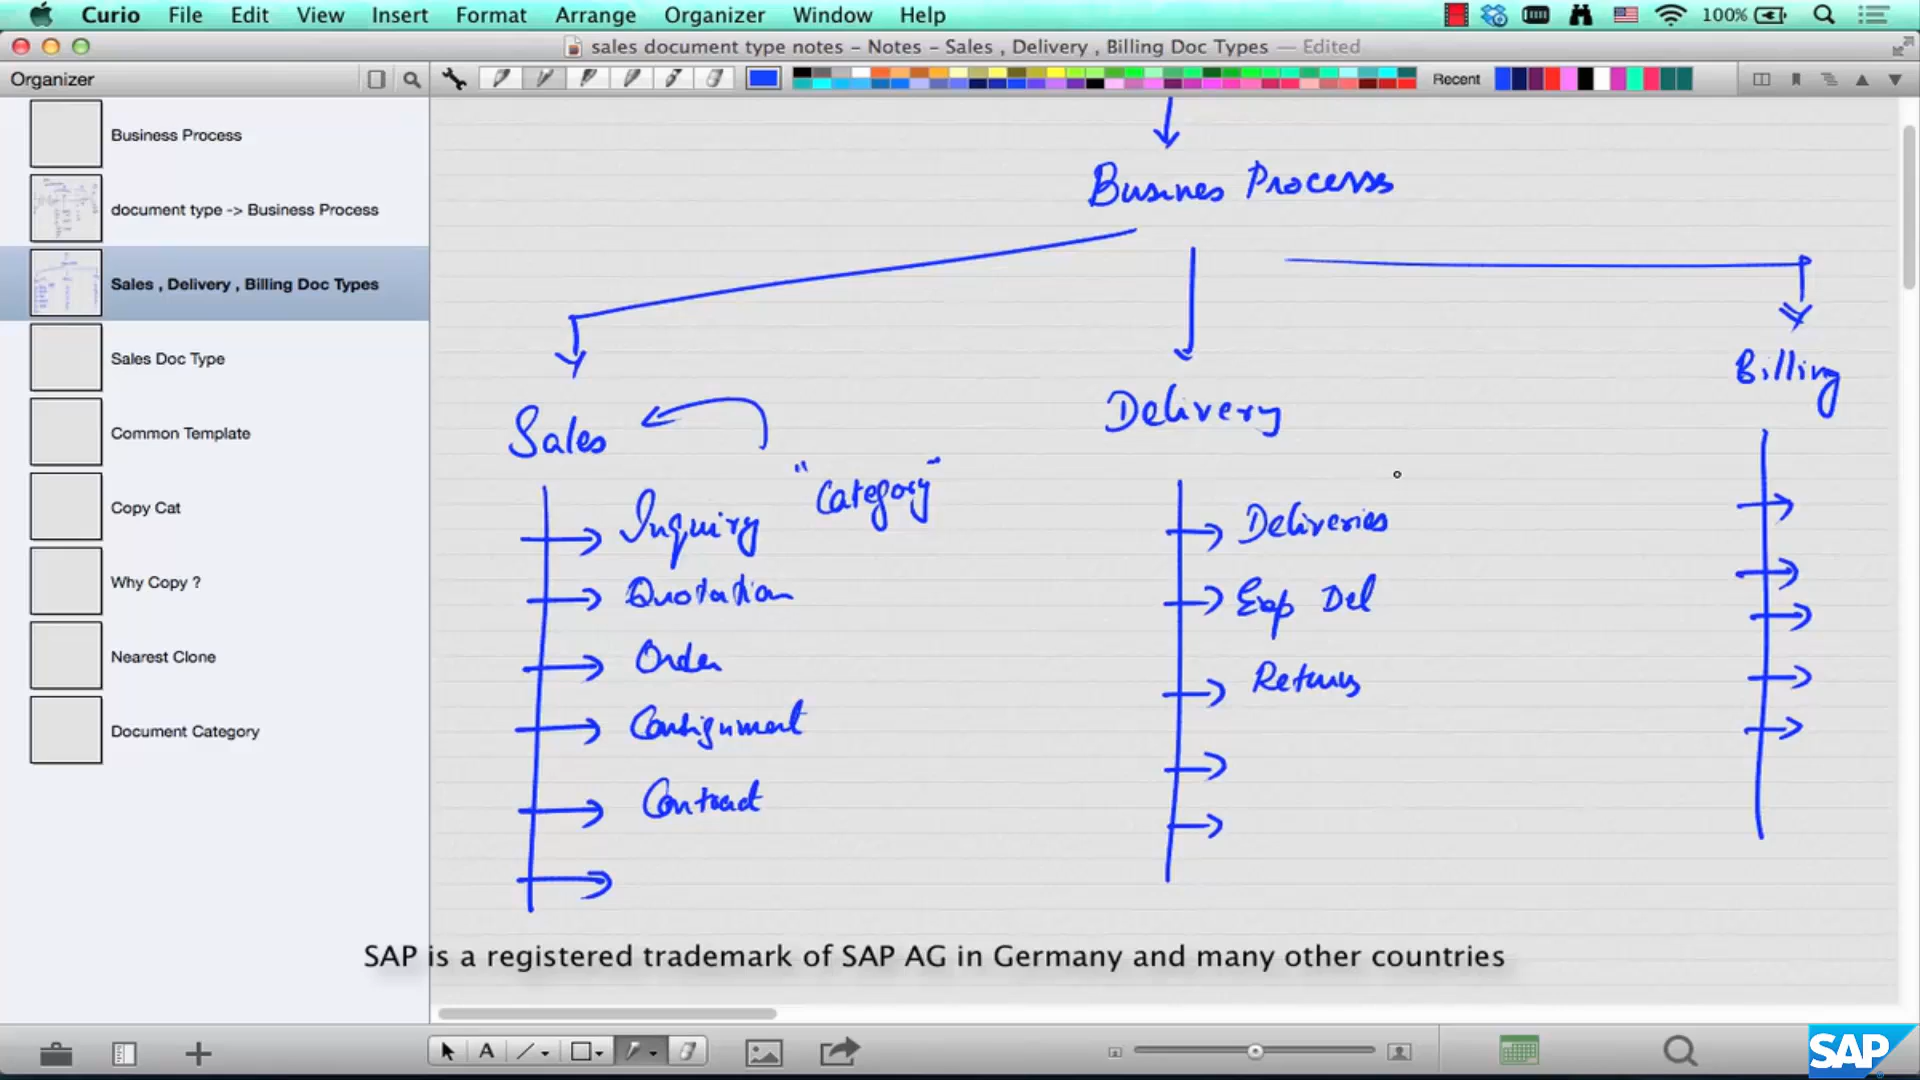 Curio File Edit View Insert Format Arrange Organizer Window Help 100%
sales document type notes – Notes – Sales , Delivery , Billing Doc Types — Edited
Organizer
Recent
Business Process
document type -> Business Process
Sales , Delivery , Billing Doc Types
Sales Doc Type
Common Template
Copy Cat
Why Copy ?
Nearest Clone
Document Category
Busines Process
Sales
"Category"
Inquiry
Quotation
Order
Consignment
Contract
Delivery
Deliveries
Exp Del
Returns
Billing
SAP is a registered trademark of SAP AG in Germany and many other countries
A
SAP